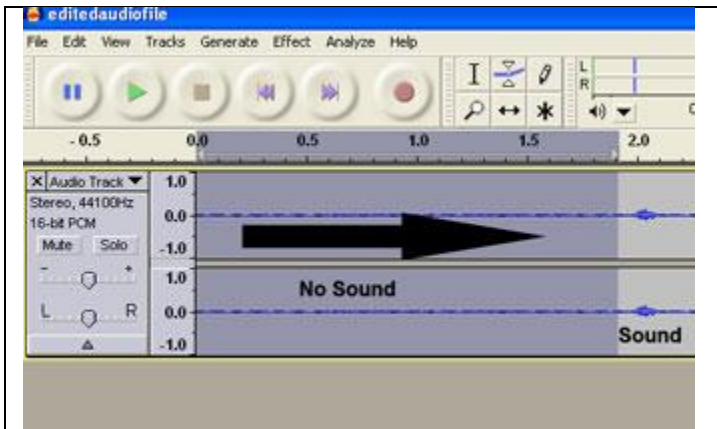 editedaudiofile
File Edit View Tracks Generate Effect Analyze Help
L
R
- 0.5 0.0 0.5 1.0 1.5 2.0
X Audio Track 1.0
Stereo, 44100Hz
16-bit PCM
0.0
Mute Solo
-1.0
- +
1.0
No Sound
L R
0.0
Sound
-1.0